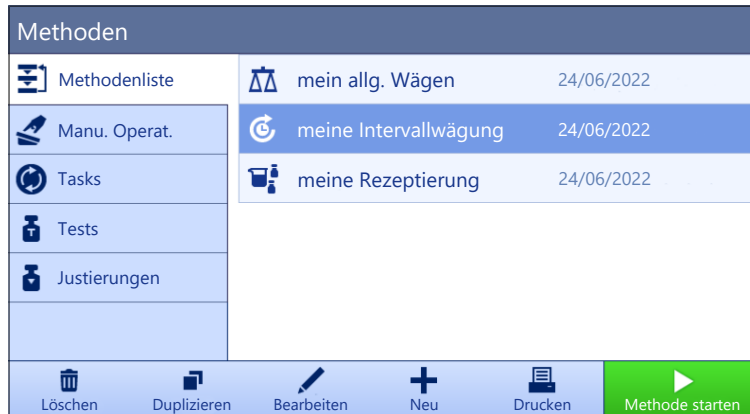 Methoden
Methodenliste
Manu. Operat.
Tasks
Tests
Justierungen
mein allg. Wägen 24/06/2022
meine Intervallwägung 24/06/2022
meine Rezeptierung 24/06/2022
Löschen Duplizieren Bearbeiten Neu Drucken Methode starten